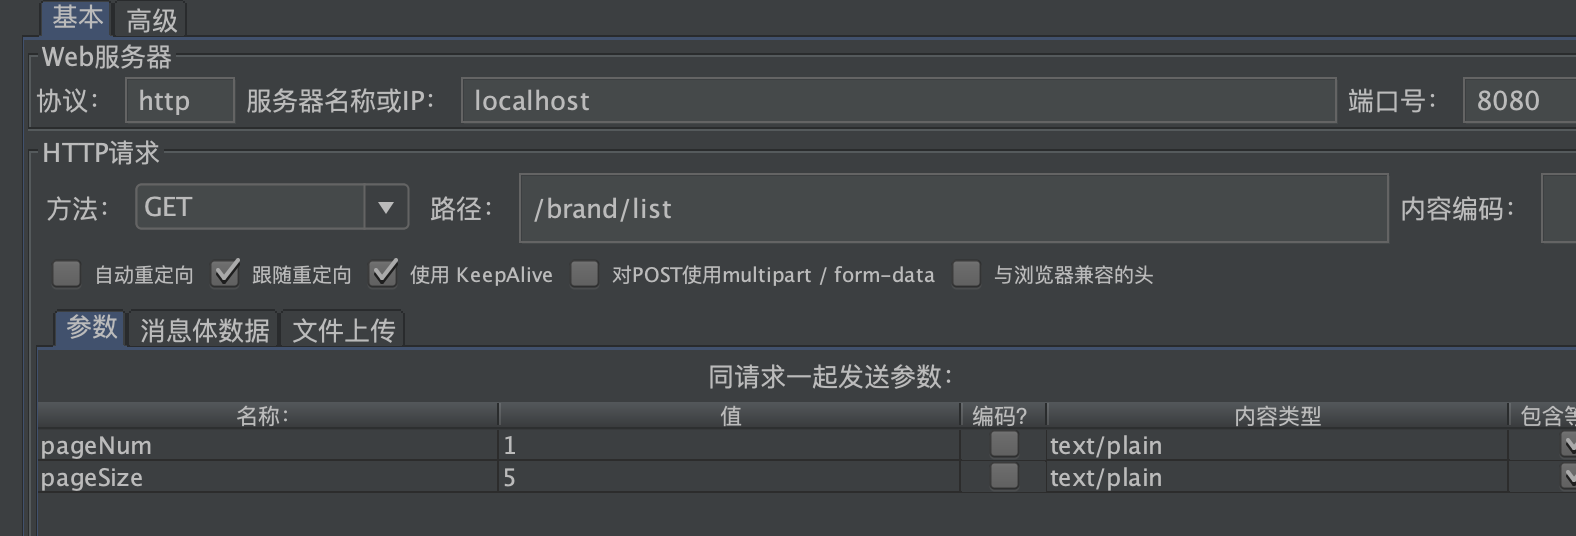 基本 高级
Web服务器
协议： http 服务器名称或IP： localhost 端口号： 8080
HTTP请求
方法： GET 路径： /brand/list 内容编码：
自动重定向 跟随重定向 使用 KeepAlive 对POST使用multipart / form-data 与浏览器兼容的头
参数 消息体数据 文件上传
同请求一起发送参数：
名称： 值 编码? 内容类型 包含
pageNum 1 text/plain
pageSize 5 text/plain